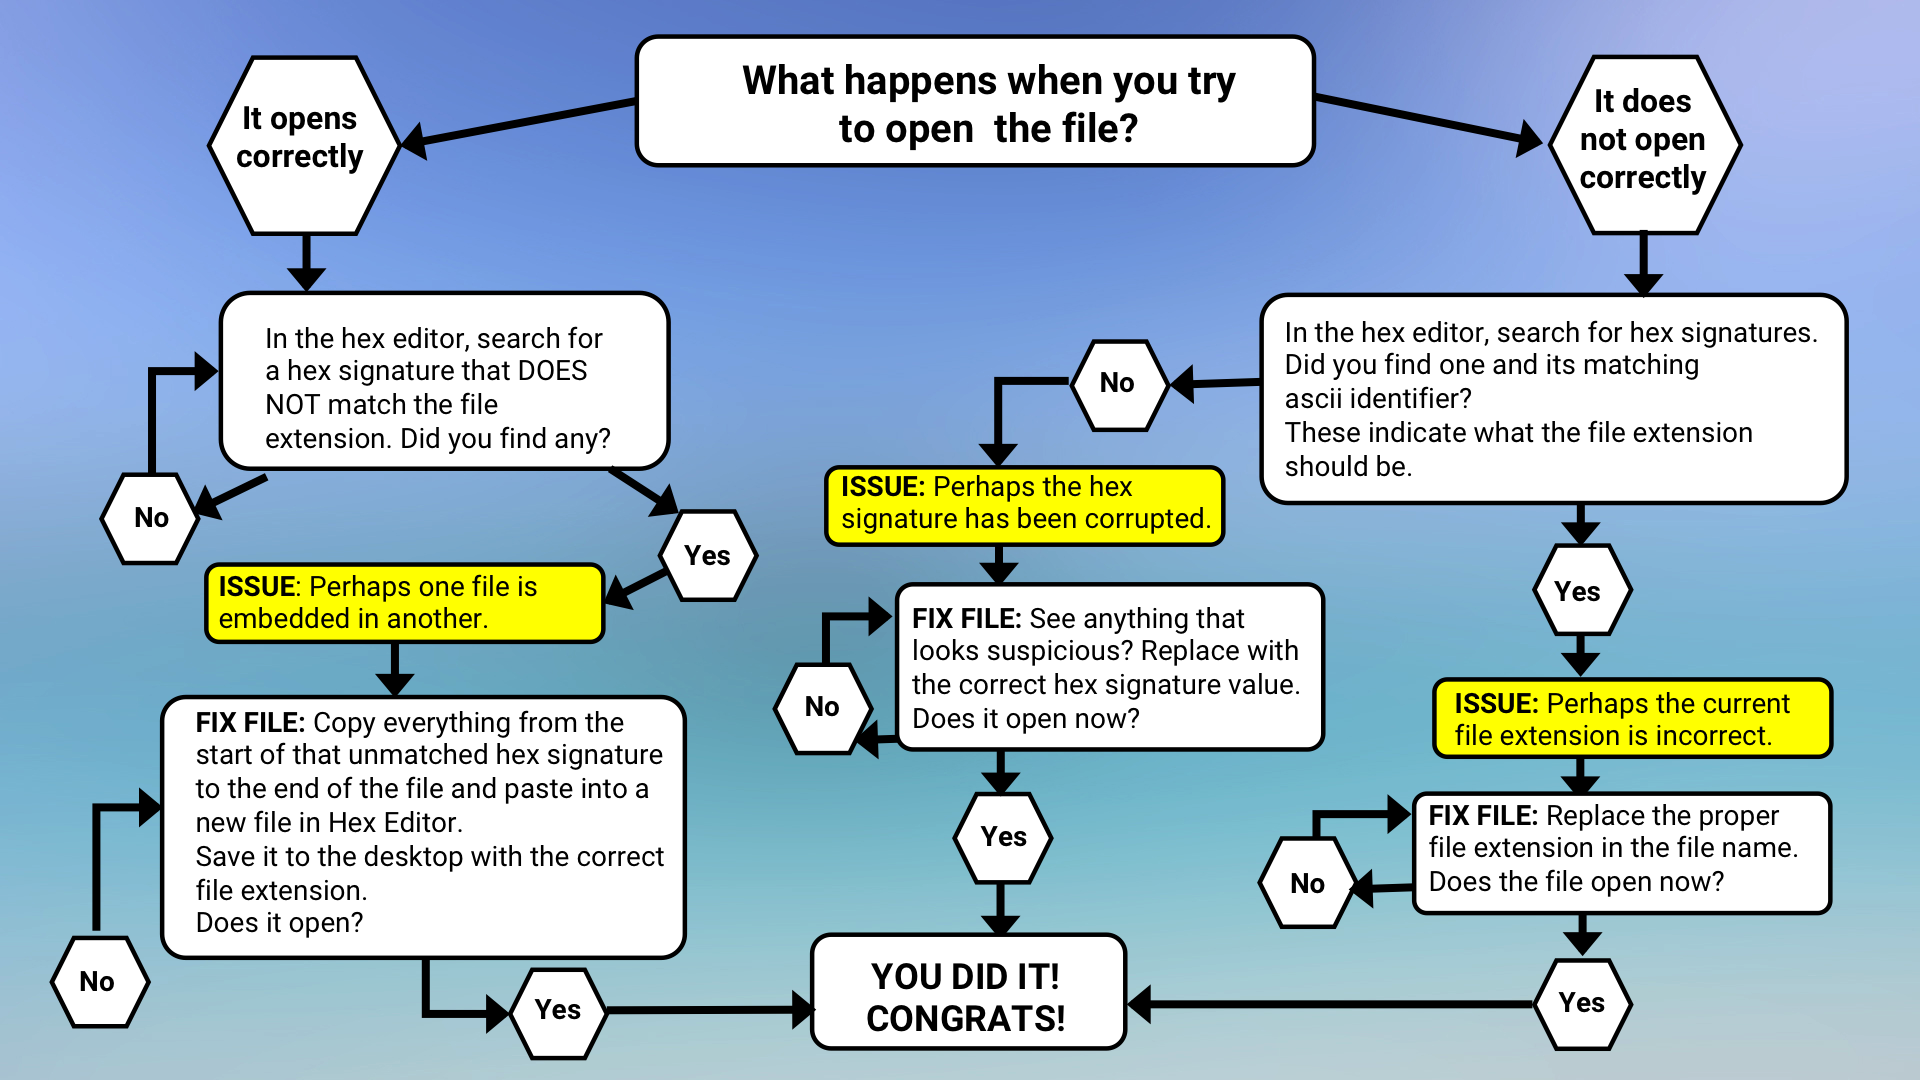 What happens when you try
to open  the file?
It opens
correctly
It does
not open
correctly
In the hex editor, search for
a hex signature that DOES
NOT match the file
extension. Did you find any?
No
Yes
ISSUE: Perhaps one file is
embedded in another.
FIX FILE: Copy everything from the
start of that unmatched hex signature
to the end of the file and paste into a
new file in Hex Editor.
Save it to the desktop with the correct
file extension.
Does it open?
No
Yes
In the hex editor, search for hex signatures.
Did you find one and its matching
ascii identifier?
These indicate what the file extension
should be.
No
ISSUE: Perhaps the hex
signature has been corrupted.
FIX FILE: See anything that
looks suspicious? Replace with
the correct hex signature value.
Does it open now?
No
Yes
Yes
ISSUE: Perhaps the current
file extension is incorrect.
FIX FILE: Replace the proper
file extension in the file name.
Does the file open now?
No
Yes
YOU DID IT!
CONGRATS!